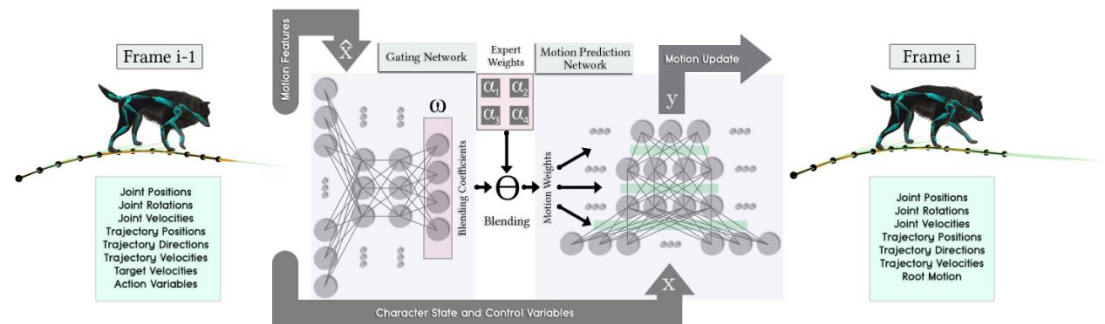 Frame i-1
Joint Positions
Joint Rotations
Joint Velocities
Trajectory Positions
Trajectory Directions
Trajectory Velocities
Target Velocities
Action Variables
Motion Features
x̂
Gating Network
ω
Expert
Weights
α1 α2
α3 α4
Blending Coefficients
Θ
Blending
Motion Prediction
Network
Motion Weights
y
Motion Update
x
Character State and Control Variables
Frame i
Joint Positions
Joint Rotations
Joint Velocities
Trajectory Positions
Trajectory Directions
Trajectory Velocities
Root Motion